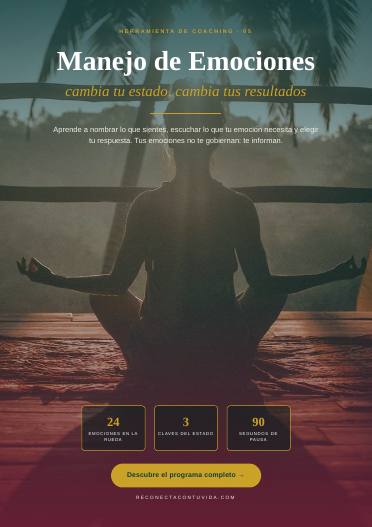 HERRAMIENTA DE COACHING · 05
Manejo de Emociones
cambia tu estado, cambia tus resultados
Aprende a nombrar lo que sientes, escuchar lo que tu emoción necesita y elegir
tu respuesta. Tus emociones no te gobiernan: te informan.
24
EMOCIONES EN LA
RUEDA
3
CLAVES DEL ESTADO
90
SEGUNDOS DE
PAUSA
Descubre el programa completo →
RECONECTACONTUVIDA.COM